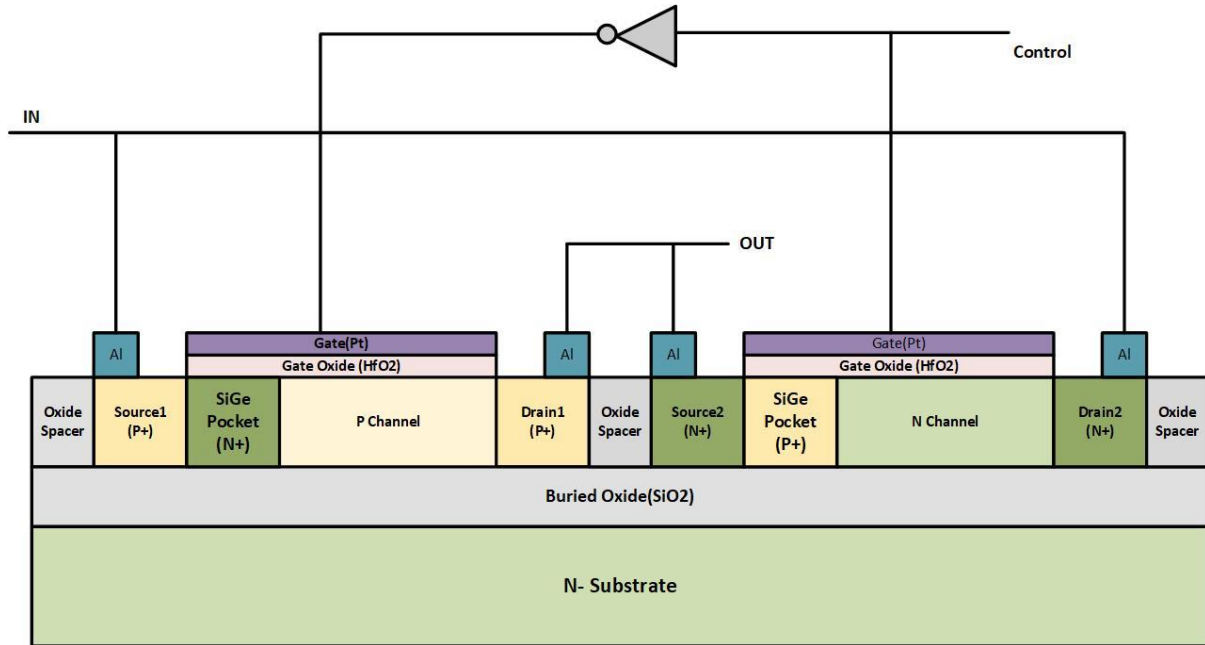 Control
IN
OUT
Al
Gate(Pt)
Gate Oxide (HfO2)
Al
Al
Gate(Pt)
Gate Oxide (HfO2)
Al
Oxide
Spacer
Source1
(P+)
SiGe
Pocket
(N+)
P Channel
Drain1
(P+)
Oxide
Spacer
Source2
(N+)
SiGe
Pocket
(P+)
N Channel
Drain2
(N+)
Oxide
Spacer
Buried Oxide(SiO2)
N- Substrate